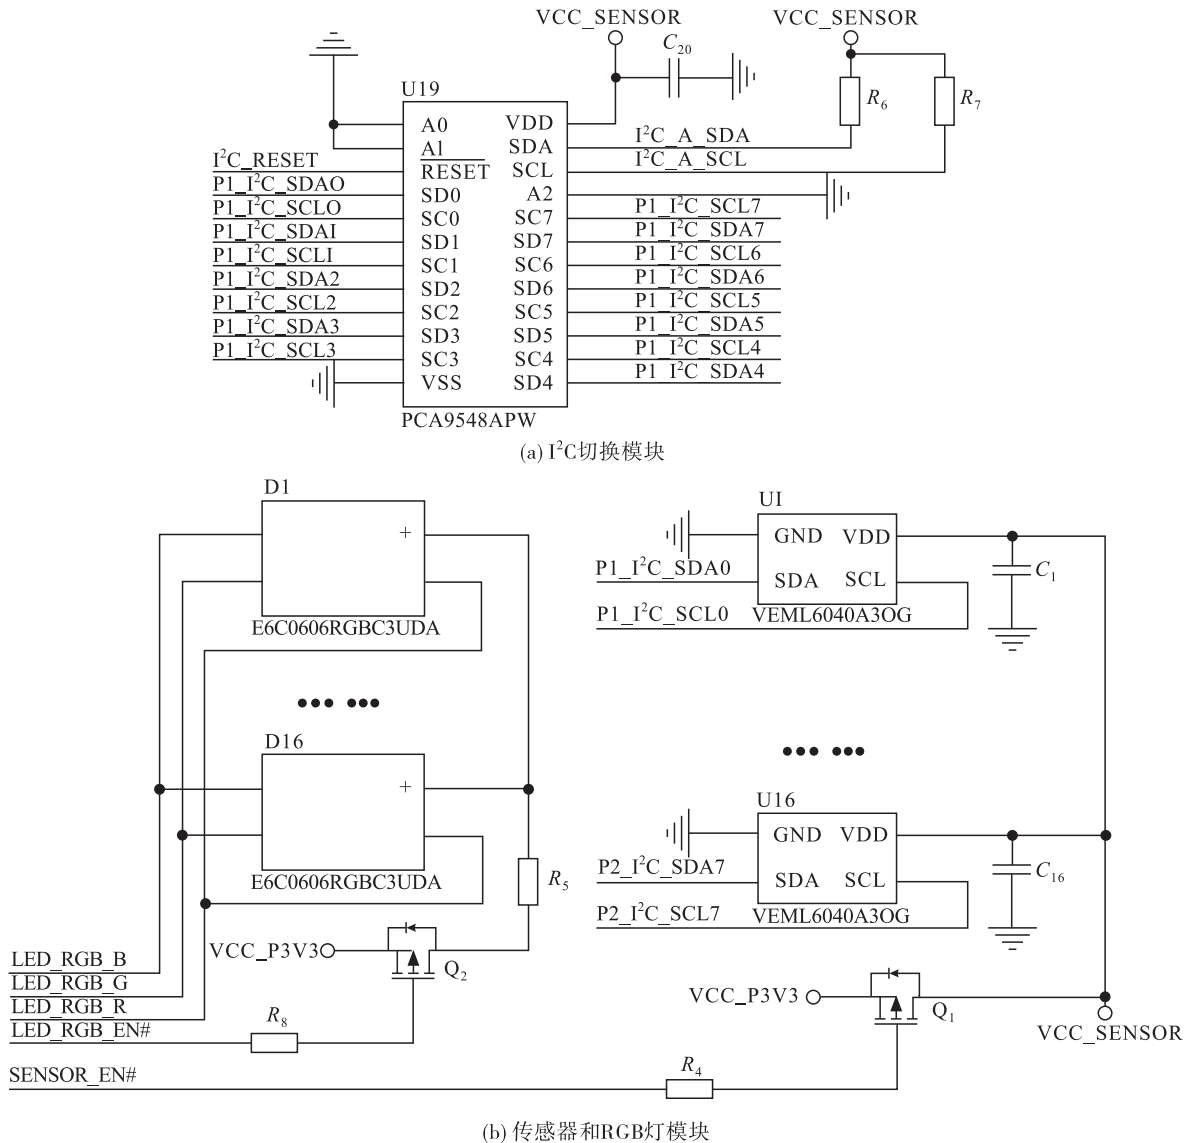 VCC_SENSOR
VCC_SENSOR
C20
U19
R6
R7
A0
VDD
I²C_A_SDA
A1
SDA
I²C_A_SCL
I²C_RESET
RESET
SCL
P1_I²C_SDAO
SD0
A2
P1_I²C_SCLO
SC0
SC7
P1_I²C_SCL7
P1_I²C_SDAI
SD1
SD7
P1_I²C_SDA7
P1_I²C_SCLI
SC1
SC6
P1_I²C_SCL6
P1_I²C_SDA2
SD2
SD6
P1_I²C_SDA6
P1_I²C_SCL2
SC2
SC5
P1_I²C_SCL5
P1_I²C_SDA3
SD3
SD5
P1_I²C_SDA5
P1_I²C_SCL3
SC3
SC4
P1_I²C_SCL4
VSS
SD4
P1_I²C_SDA4
PCA9548APW
(a) I²C切换模块
D1
+
E6C0606RGBC3UDA
UI
GND VDD
P1_I²C_SDA0
SDA SCL
C1
P1_I²C_SCL0
VEML6040A3OG
D16
+
E6C0606RGBC3UDA
R5
U16
GND VDD
P2_I²C_SDA7
SDA SCL
C16
P2_I²C_SCL7
VEML6040A3OG
VCC_P3V3
Q2
LED_RGB_B
LED_RGB_G
LED_RGB_R
LED_RGB_EN#
R8
VCC_P3V3
Q1
VCC_SENSOR
SENSOR_EN#
R4
(b) 传感器和RGB灯模块